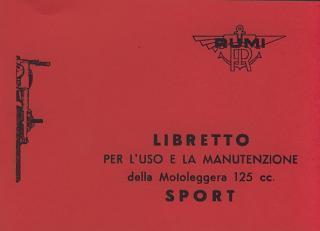 RUMI
LIBRETTO
PER L'USO E LA MANUTENZIONE
della Motoleggera 125 cc.
SPORT